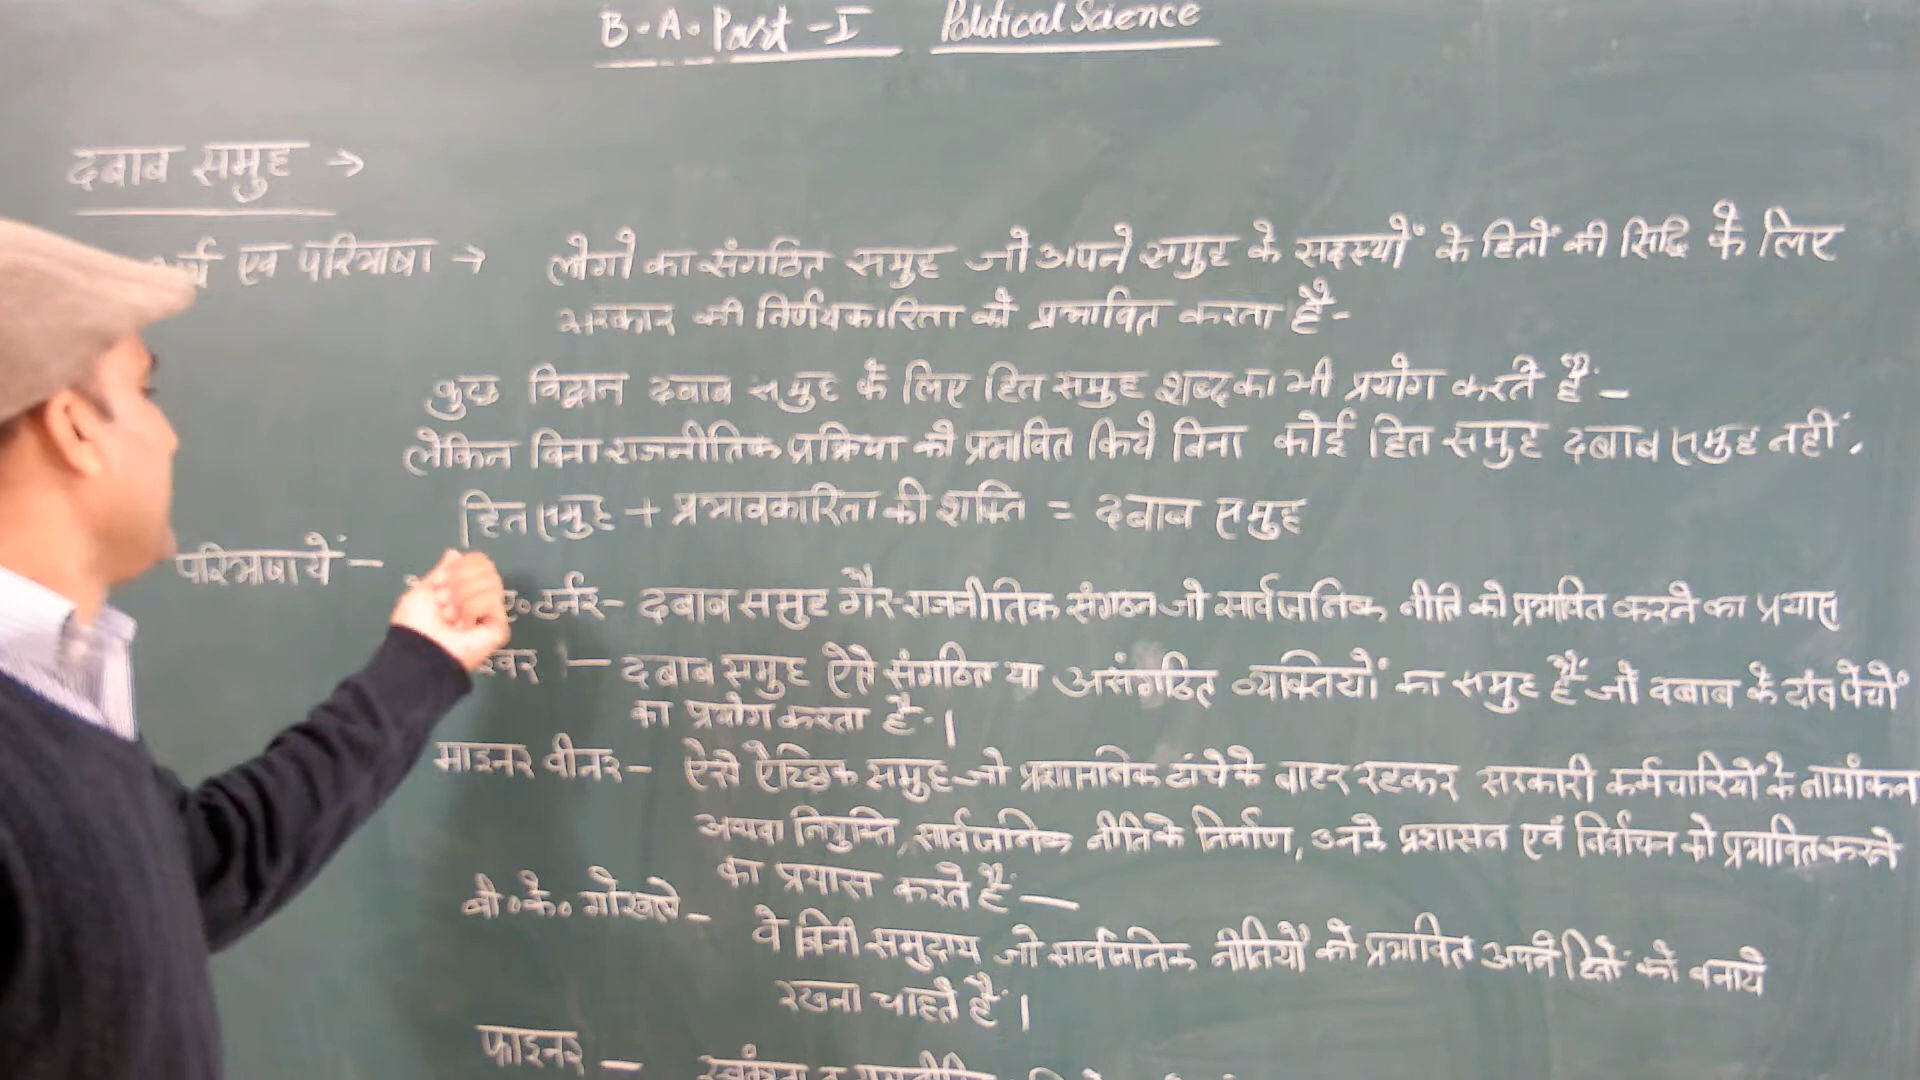 B.A. Part-I Political Science
दबाब समुह →
एवं परिभाषा → लोगो का संगठित समुह जो अपने समुह के सदस्यों के हितों की सिद्धि के लिए
सरकार की निर्णयकारिता को प्रभावित करता है-
कुछ विद्वान दबाब समुह के लिए हित समुह शब्द का भी प्रयोग करते हैं -
लेकिन बिना राजनीतिक प्रक्रिया को प्रभावित किये बिना कोई हित समुह दबाब समुह नहीं.
हित समुह + प्रभावकारिता की शक्ति = दबाब समुह
परिभाषायें -
टर्नर- दबाब समुह गैर-राजनीतिक संगठन जो सार्वजनिक नीति को प्रभावित करने का प्रयास
- दबाब समुह ऐसे संगठित या असंगठित व्यक्तियों का समुह हैं जो दबाब के दांव पेचों
का प्रयोग करता है.।
माइनर वीनर- ऐसे ऐच्छिक समुह जो प्रशासनिक ढांचे के बाहर रहकर सरकारी कर्मचारियों के नामांकन
अथवा नियुक्ति, सार्वजनिक नीति के निर्माण, उनके प्रशासन एवं निर्वाचन को प्रभावित करने
का प्रयास करते हैं —
बी०के० गोखले- वे निजी समुदाय जो सार्वजनिक नीतियों को प्रभावित अपने हितों को बनाये
रखना चाहते हैं।
फाइनर -